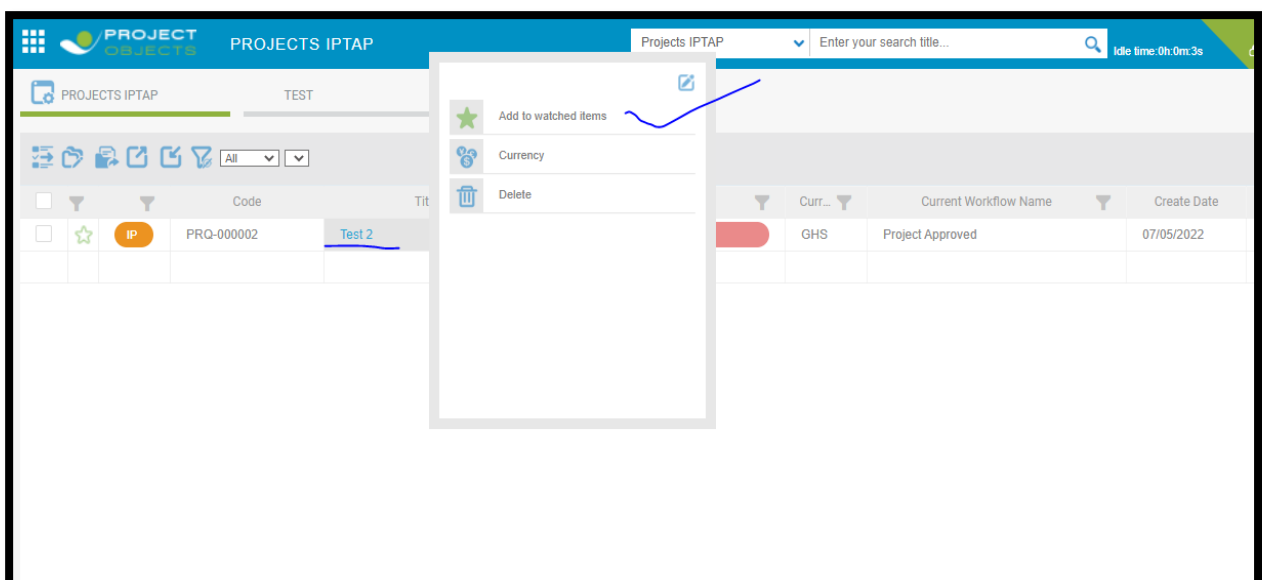 PROJECT
OBJECTS
PROJECTS IPTAP
Projects IPTAP
Enter your search title...
Idle time:0h:0m:3s
PROJECTS IPTAP
TEST
Add to watched items
Currency
Delete
All
Code
Tit
Curr...
Current Workflow Name
Create Date
IP
PRQ-000002
Test 2
GHS
Project Approved
07/05/2022